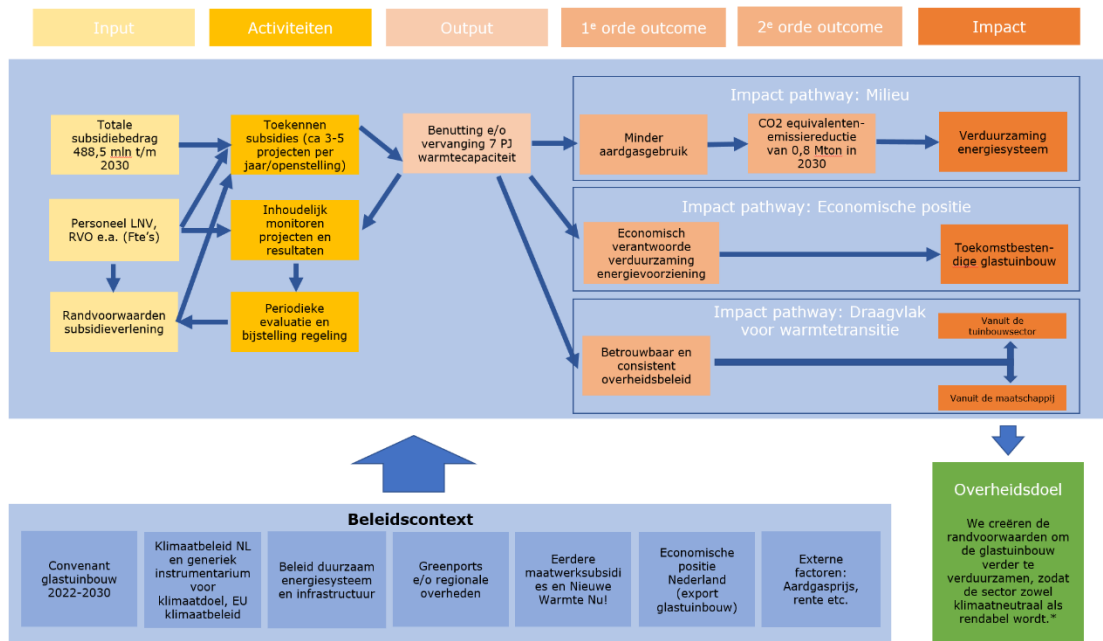 Input
Activiteiten
Output
1e orde outcome
2e orde outcome
Impact
Totale
subsidiebedrag
488,5 mln t/m
2030
Personeel LNV,
RVO e.a. (Fte's)
Randvoorwaarden
subsidieverlening
Toekennen
subsidies (ca 3-5
projecten per
jaar/openstelling)
Inhoudelijk
monitoren
projecten en
resultaten
Periodieke
evaluatie en
bijstelling regeling
Benutting e/o
vervanging 7 PJ
warmtecapaciteit
Impact pathway: Milieu
Minder
aardgasgebruik
CO2 equivalenten-
emissiereductie
van 0,8 Mton in
2030
Verduurzaming
energiesysteem
Impact pathway: Economische positie
Economisch
verantwoorde
verduurzaming
energievoorziening
Toekomstbesten-
dige glastuinbouw
Impact pathway: Draagvlak
voor warmtetransitie
Betrouwbaar en
consistent
overheidsbeleid
Vanuit de
tuinbouwsector
Vanuit de maatschappij
Beleidscontext
Convenant
glastuinbouw
2022-2030
Klimaatbeleid NL
en generiek
instrumentarium
voor
klimaatdoel, EU
klimaatbeleid
Beleid duurzaam
energiesysteem
en infrastructuur
Greenports
e/o regionale
overheden
Eerdere
maatwerksubsidi
es en Nieuwe
Warmte Nu!
Economische
positie
Nederland
(export
glastuinbouw)
Externe
factoren:
Aardgasprijs,
rente etc.
Overheidsdoel
We creëren de
randvoorwaarden om
de glastuinbouw
verder te
verduurzamen, zodat
de sector zowel
klimaatneutraal als
rendabel wordt.*